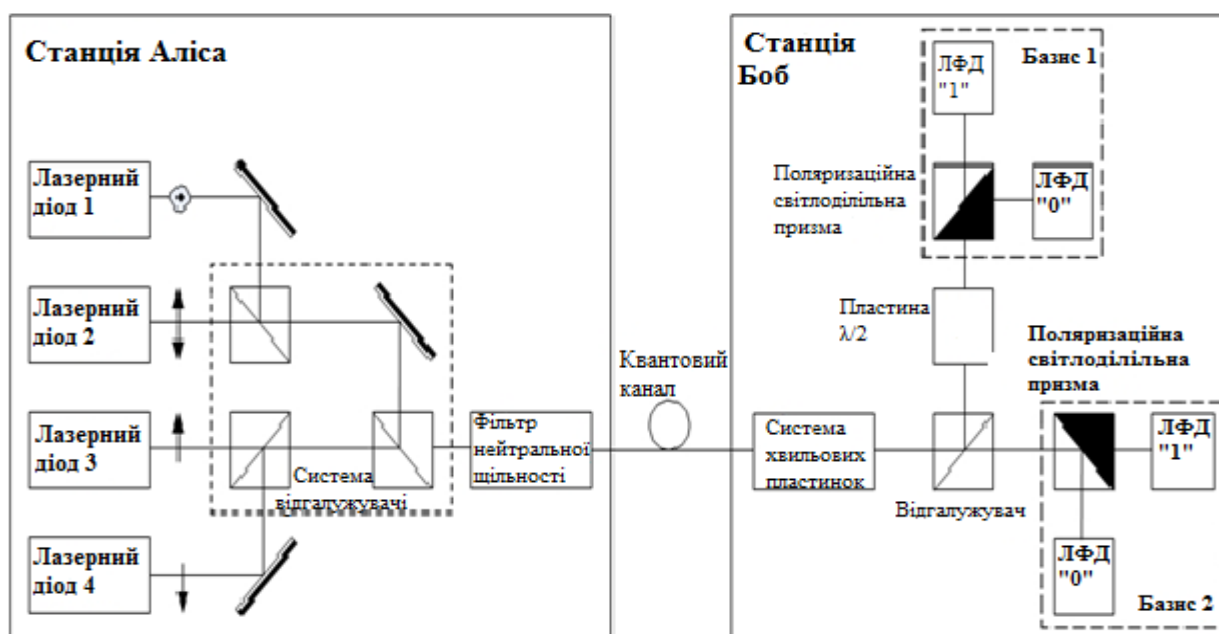 Станція Аліса
Лазерний
діод 1
Лазерний
діод 2
Лазерний
діод 3
Лазерний
діод 4
Система
відгалужувачі
Фільтр
нейтральної
щільності
Квантовий
канал
Станція
Боб
Базис 1
ЛФД
"1"
ЛФД
"0"
Поляризаційна
світлоділільна
призма
Пластина
λ/2
Поляризаційна
світлоділільна
призма
Система
хвильових
пластинок
Відгалужувач
ЛФД
"1"
ЛФД
"0"
Базис 2